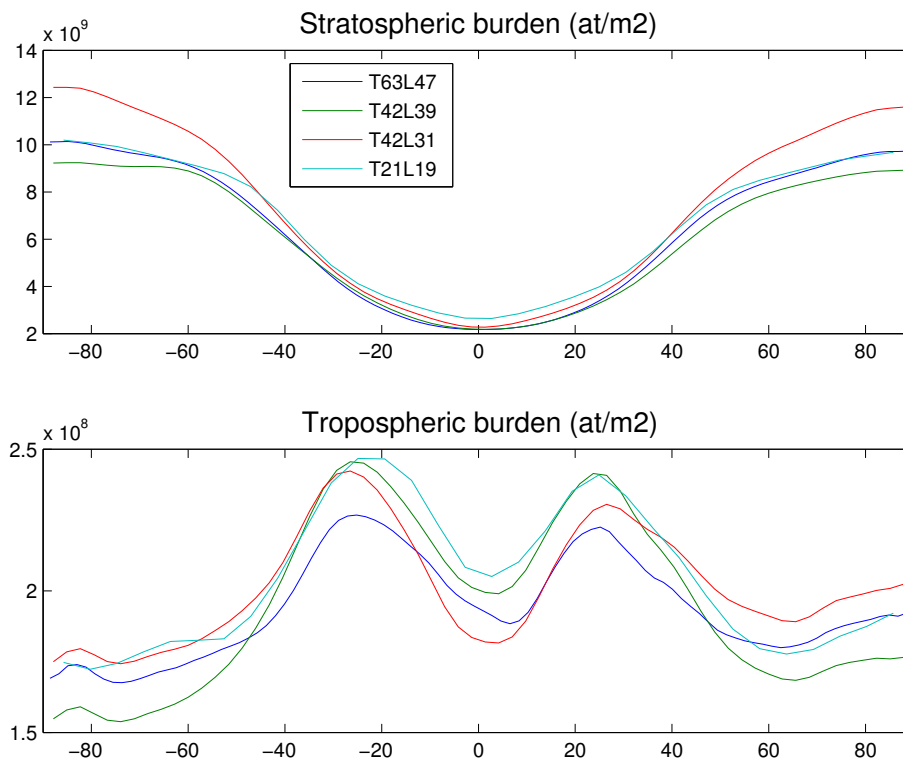 Stratospheric burden (at/m2)
x 10^9
14
12
10
8
6
4
2
T63L47
T42L39
T42L31
T21L19
−80 −60 −40 −20 0 20 40 60 80
Tropospheric burden (at/m2)
x 10^8
2.5
2
1.5
−80 −60 −40 −20 0 20 40 60 80